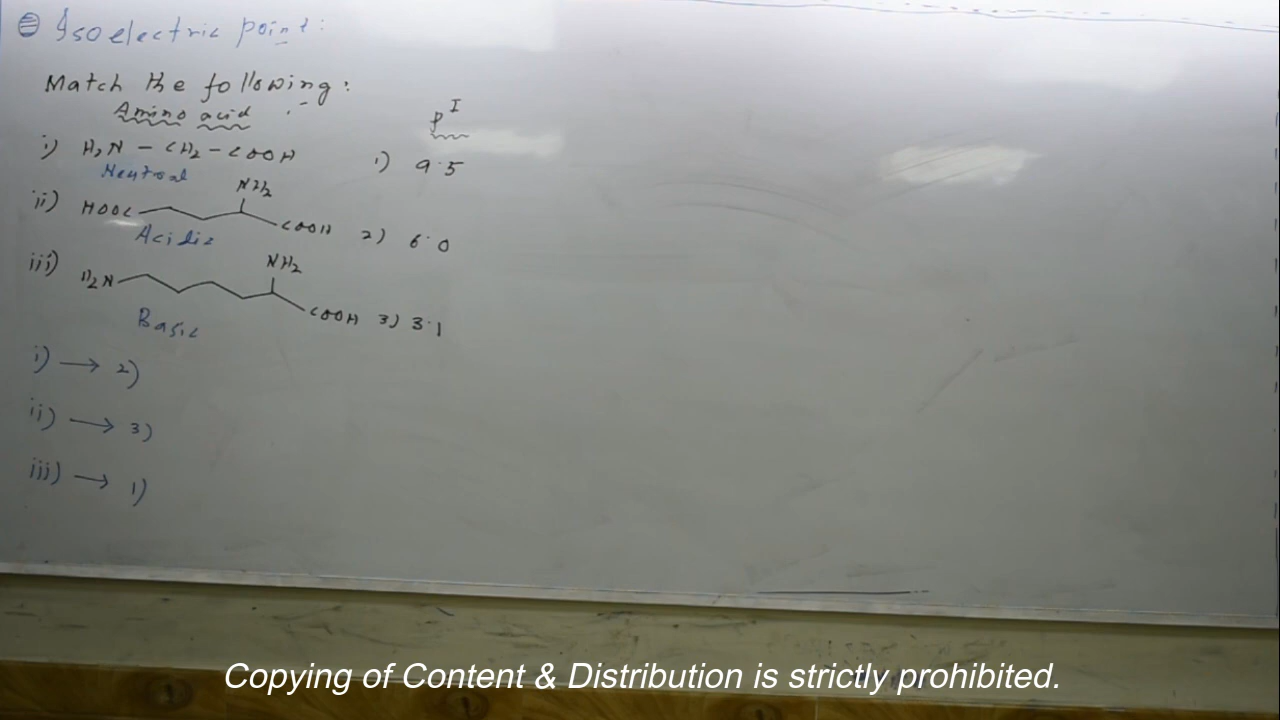 Isoelectric point:
Match the following:
Amino acid
pI
i) H2N - CH2 - COOH 1) 9.5
Neutral
NH2
ii) HOOC COOH 2) 6.0
Acidic
NH2
iii) H2N COOH 3) 3.1
Basic
i) → 2)
ii) → 3)
iii) → 1)
Copying of Content & Distribution is strictly prohibited.